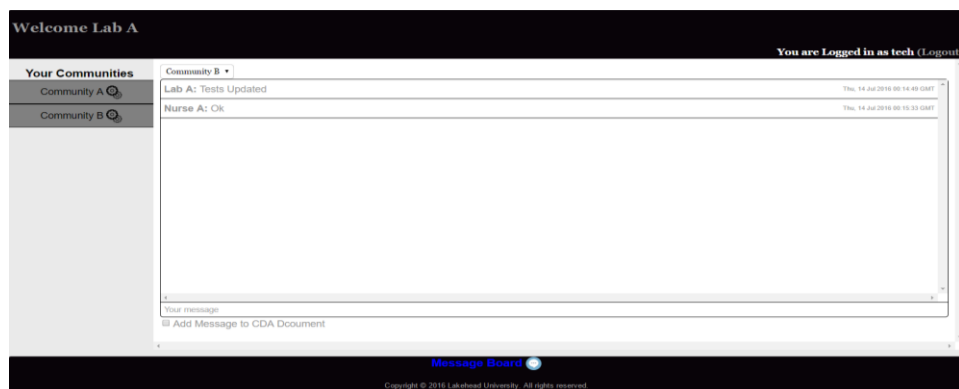 Welcome Lab A
You are Logged in as tech (Logout
Your Communities
Community A
Community B
Community B
Lab A: Tests Updated
Thu, 14 Jul 2016 00:14:49 GMT
Nurse A: Ok
Thu, 14 Jul 2016 00:15:33 GMT
Your message
Add Message to CDA Dcoument
Message Board
Copyright © 2016 Lakehead University. All rights reserved.